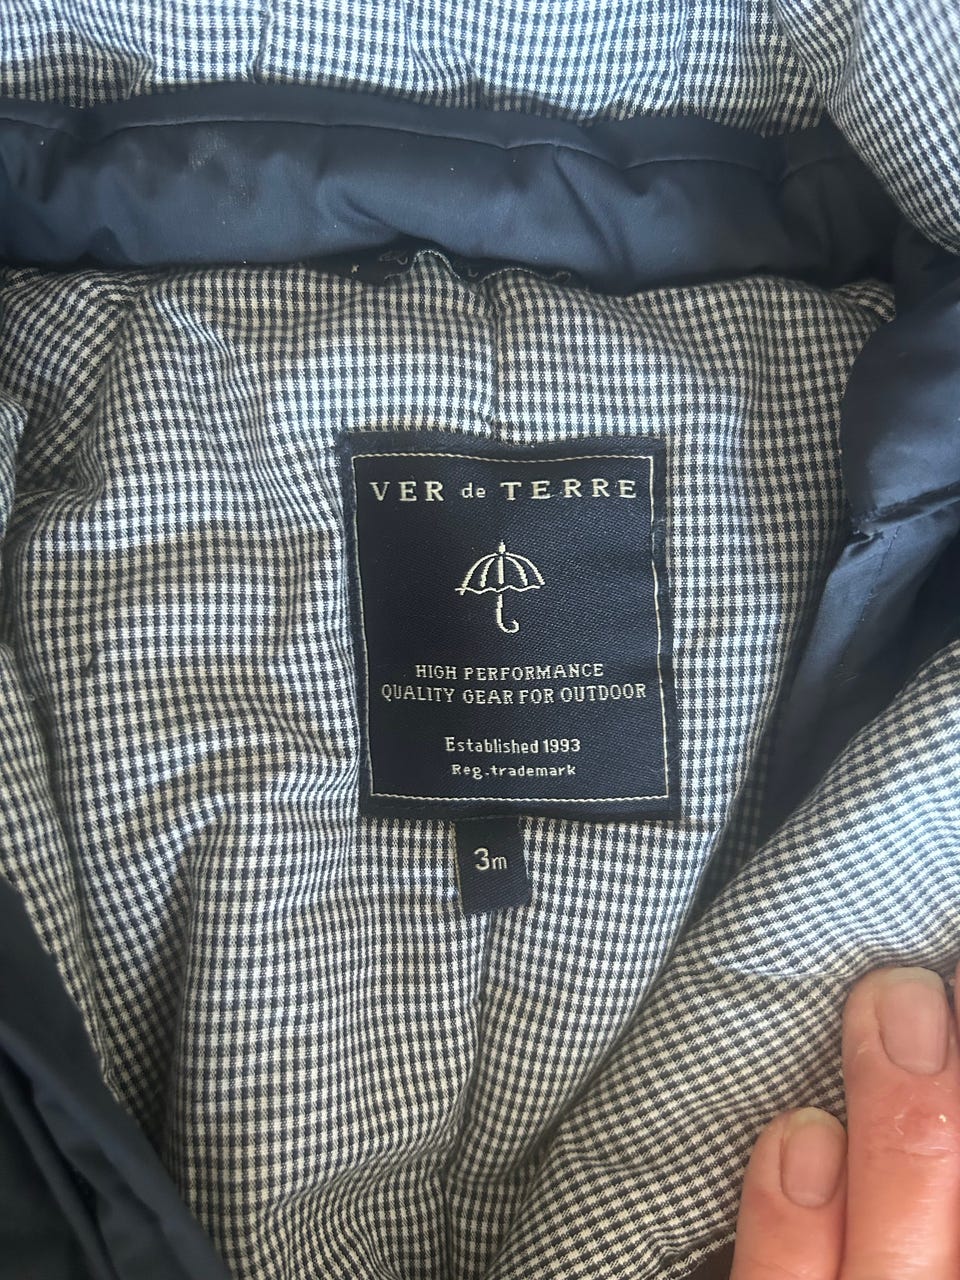 VER de TERRE
HIGH PERFORMANCE
QUALITY GEAR FOR OUTDOOR
Established 1993
Reg.trademark
3m